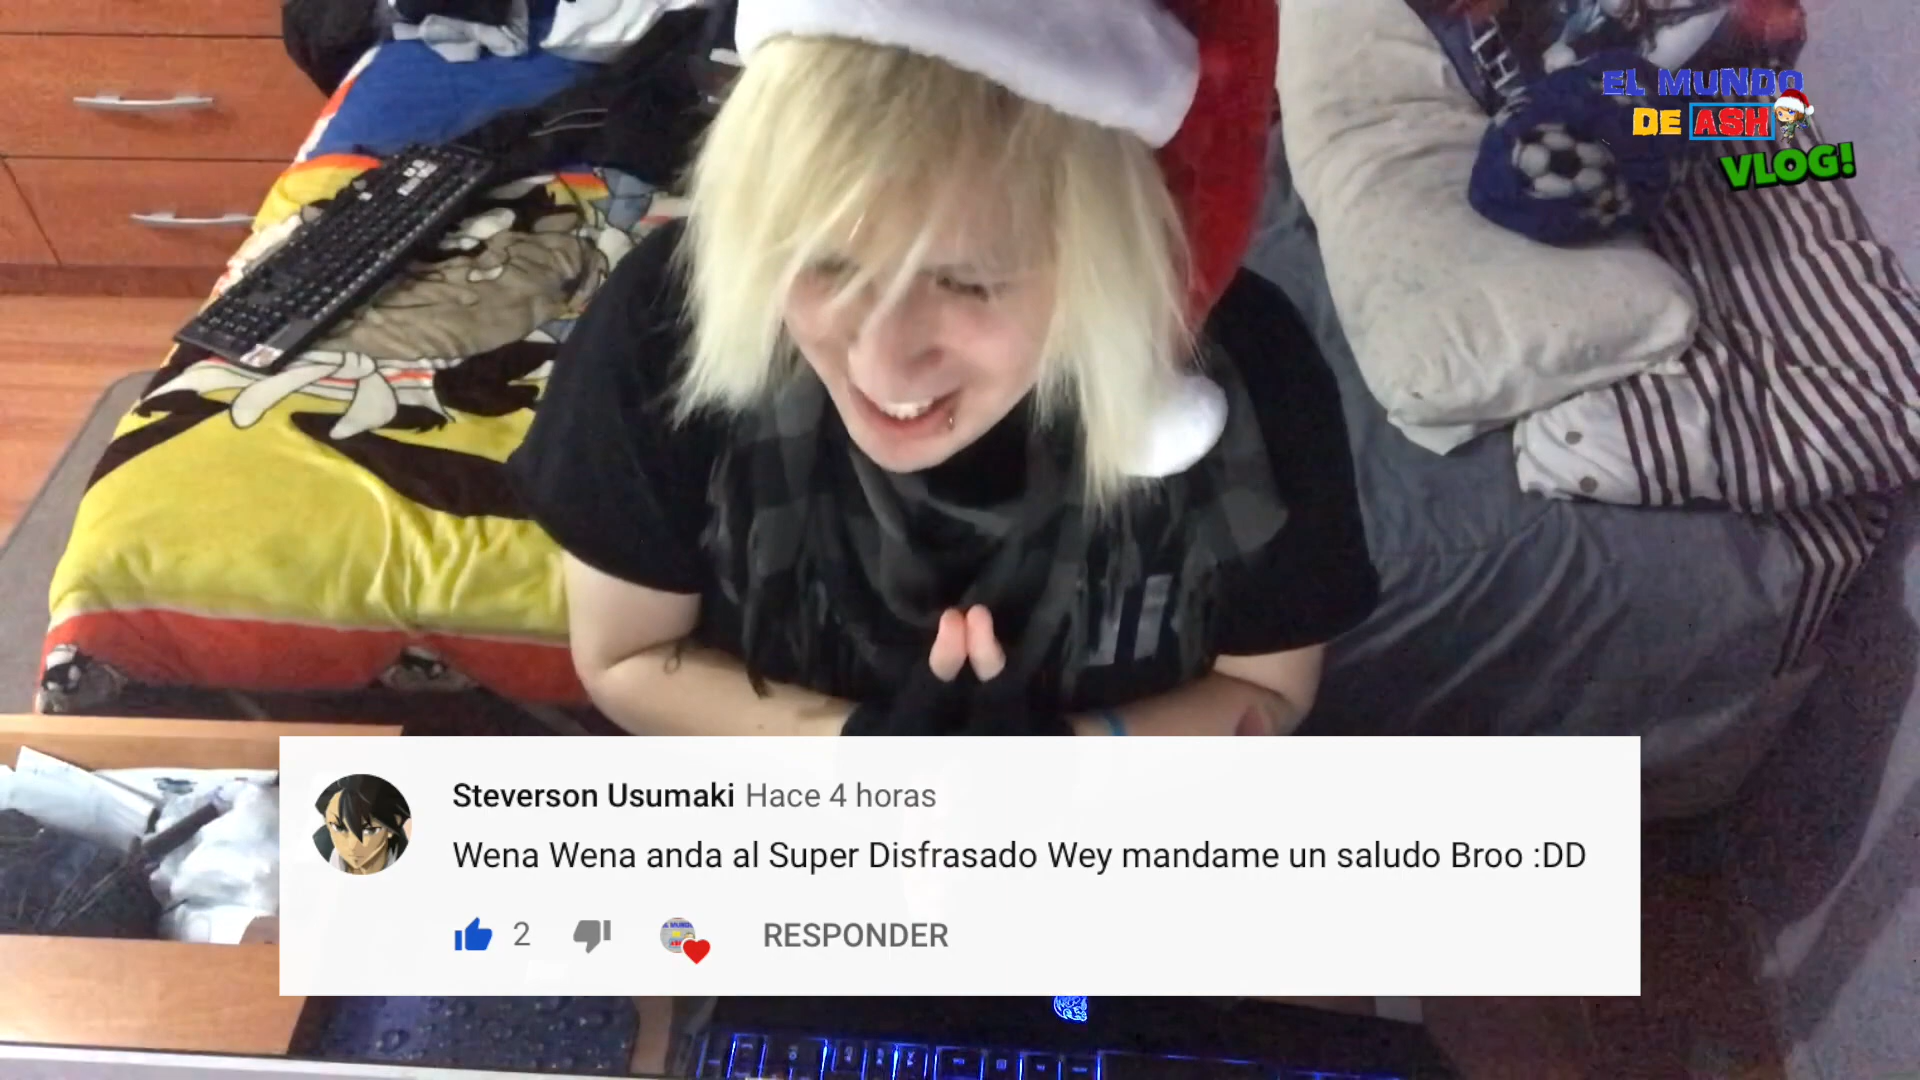 EL MUNDO
DE ASH
VLOG!
Steverson Usumaki Hace 4 horas
Wena Wena anda al Super Disfrasado Wey mandame un saludo Broo :DD
2
RESPONDER